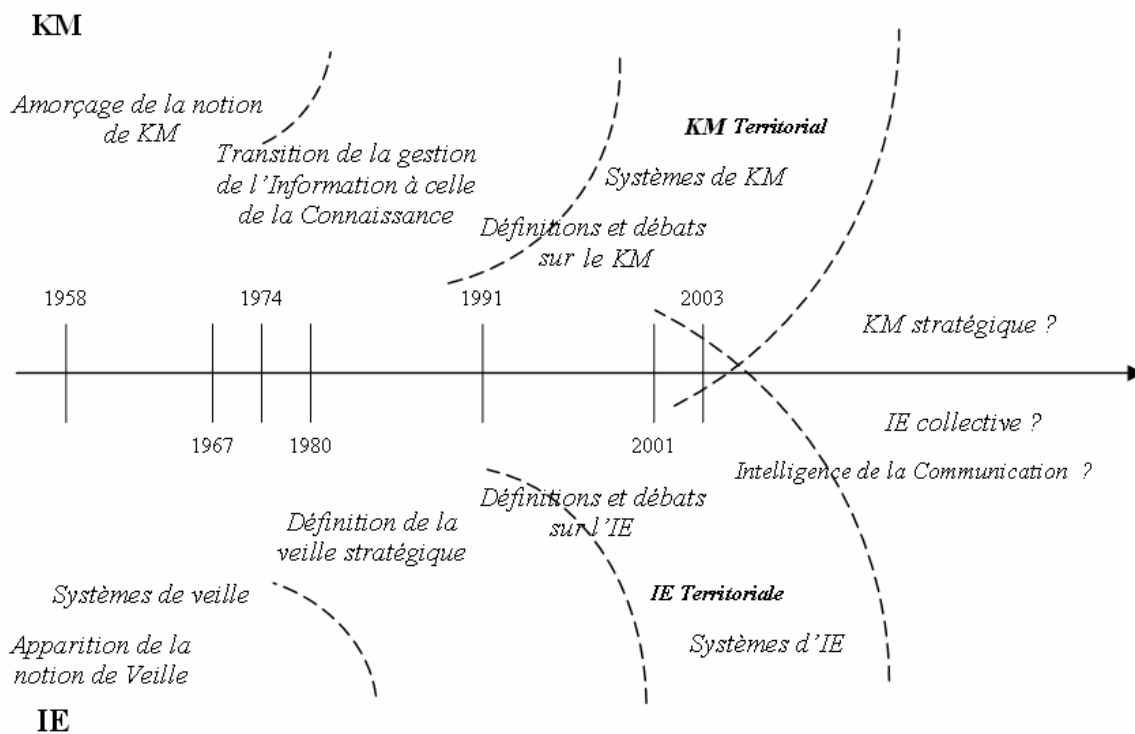 KM
Amorçage de la notion
de KM
Transition de la gestion
de l'Information à celle
de la Connaissance
KM Territorial
Systèmes de KM
Définitions et débats
sur le KM
1958
1974
1991
2003
KM stratégique ?
1967
1980
2001
IE collective ?
Intelligence de la Communication ?
Définitions et débats
sur l'IE
Définition de la
veille stratégique
Systèmes de veille
IE Territoriale
Apparition de la
notion de Veille
Systèmes d'IE
IE